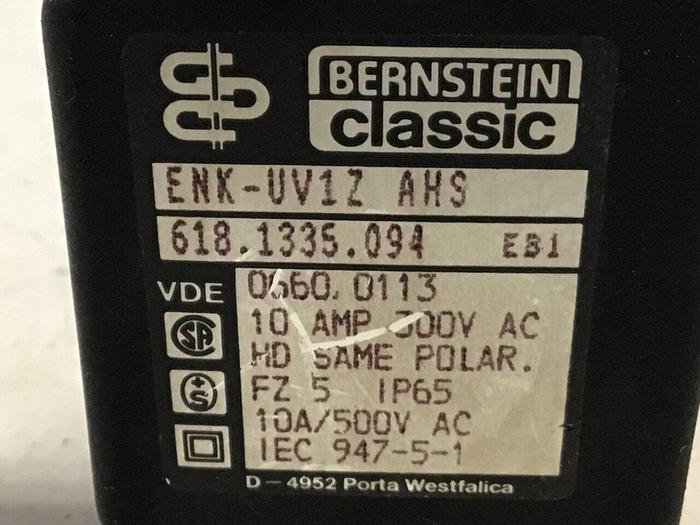 BERNSTEIN
classic
ENK-UV1Z AHS
618.1335.094 EB1
VDE 0660.0113
10 AMP 300V AC
HD SAME POLAR.
FZ 5 IP65
10A/500V AC
IEC 947-5-1
SA
+S
D – 4952 Porta Westfalica